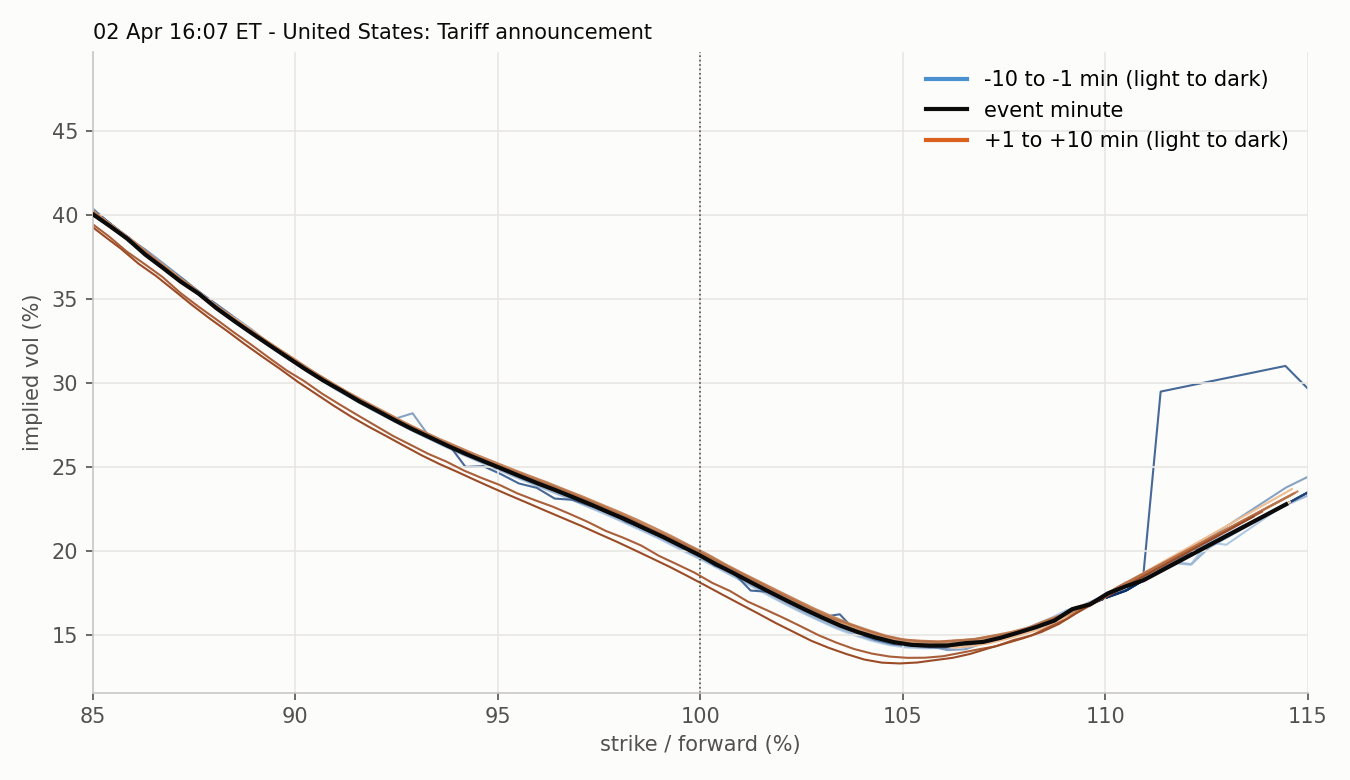 02 Apr 16:07 ET - United States: Tariff announcement
-10 to -1 min (light to dark)
event minute
+1 to +10 min (light to dark)
implied vol (%)
45
40
35
30
25
20
15
85
90
95
100
105
110
115
strike / forward (%)